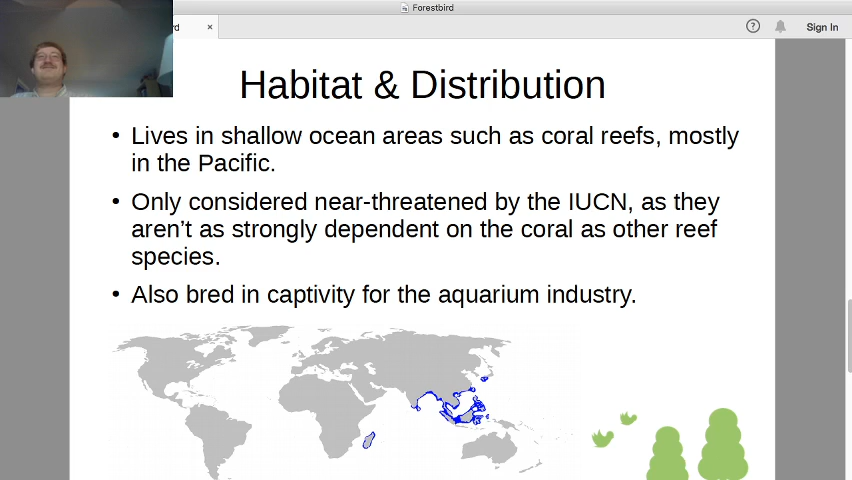 Forestbird
rd
×
?
Sign In
Habitat & Distribution
• Lives in shallow ocean areas such as coral reefs, mostly
in the Pacific.
• Only considered near-threatened by the IUCN, as they
aren’t as strongly dependent on the coral as other reef
species.
• Also bred in captivity for the aquarium industry.